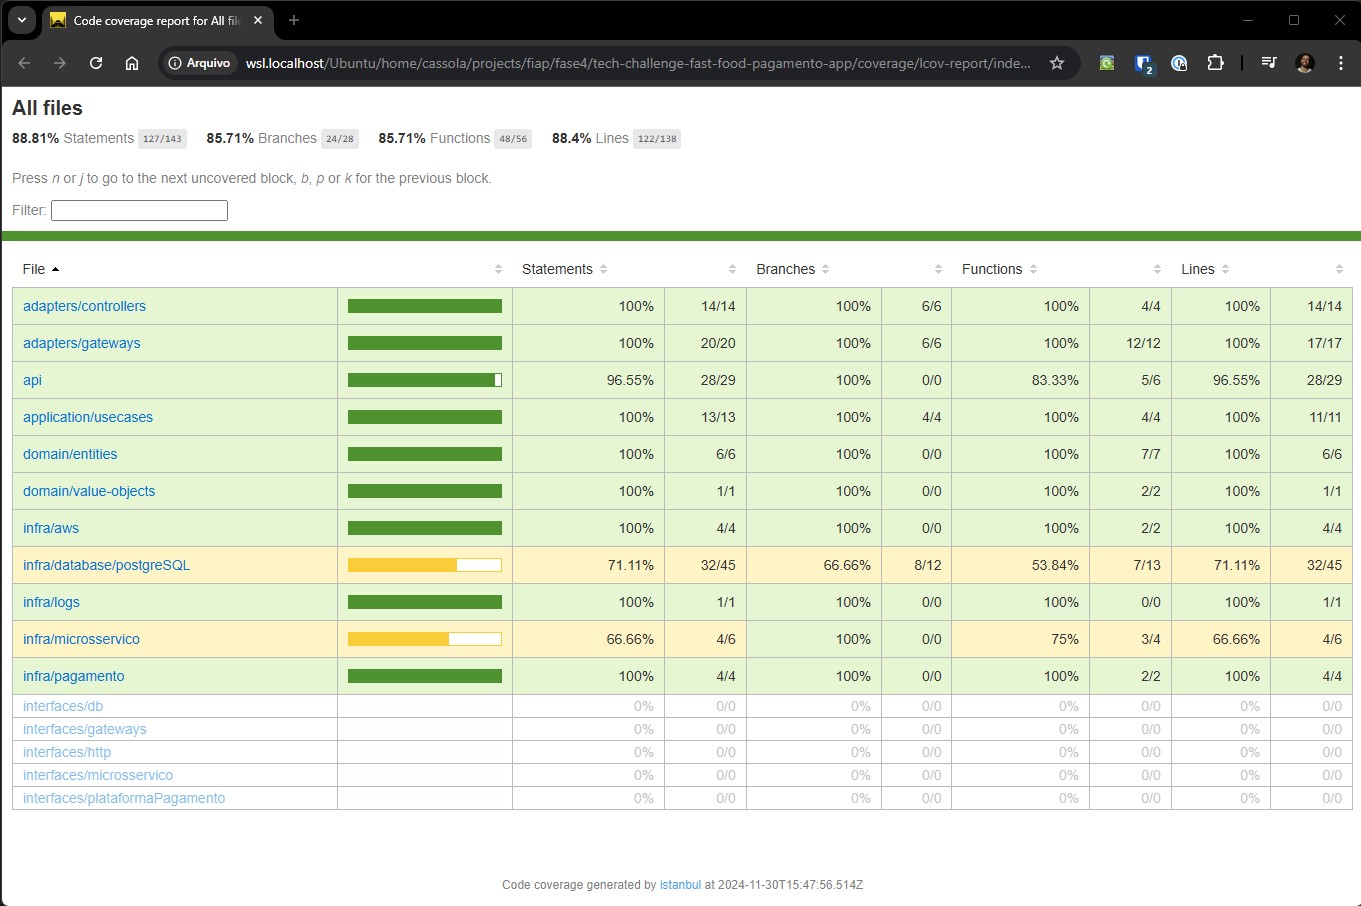 Code coverage report for All file
Arquivo wsl.localhost/Ubuntu/home/cassola/projects/fiap/fase4/tech-challenge-fast-food-pagamento-app/coverage/lcov-report/inde...
2
All files
88.81% Statements 127/143 85.71% Branches 24/28 85.71% Functions 48/56 88.4% Lines 122/138
Press n or j to go to the next uncovered block, b, p or k for the previous block.
Filter:
File Statements Branches Functions Lines
adapters/controllers 100% 14/14 100% 6/6 100% 4/4 100% 14/14
adapters/gateways 100% 20/20 100% 6/6 100% 12/12 100% 17/17
api 96.55% 28/29 100% 0/0 83.33% 5/6 96.55% 28/29
application/usecases 100% 13/13 100% 4/4 100% 4/4 100% 11/11
domain/entities 100% 6/6 100% 0/0 100% 7/7 100% 6/6
domain/value-objects 100% 1/1 100% 0/0 100% 2/2 100% 1/1
infra/aws 100% 4/4 100% 0/0 100% 2/2 100% 4/4
infra/database/postgreSQL 71.11% 32/45 66.66% 8/12 53.84% 7/13 71.11% 32/45
infra/logs 100% 1/1 100% 0/0 100% 0/0 100% 1/1
infra/microsservico 66.66% 4/6 100% 0/0 75% 3/4 66.66% 4/6
infra/pagamento 100% 4/4 100% 0/0 100% 2/2 100% 4/4
interfaces/db 0% 0/0 0% 0/0 0% 0/0 0% 0/0
interfaces/gateways 0% 0/0 0% 0/0 0% 0/0 0% 0/0
interfaces/http 0% 0/0 0% 0/0 0% 0/0 0% 0/0
interfaces/microsservico 0% 0/0 0% 0/0 0% 0/0 0% 0/0
interfaces/plataformaPagamento 0% 0/0 0% 0/0 0% 0/0 0% 0/0
Code coverage generated by istanbul at 2024-11-30T15:47:56.514Z